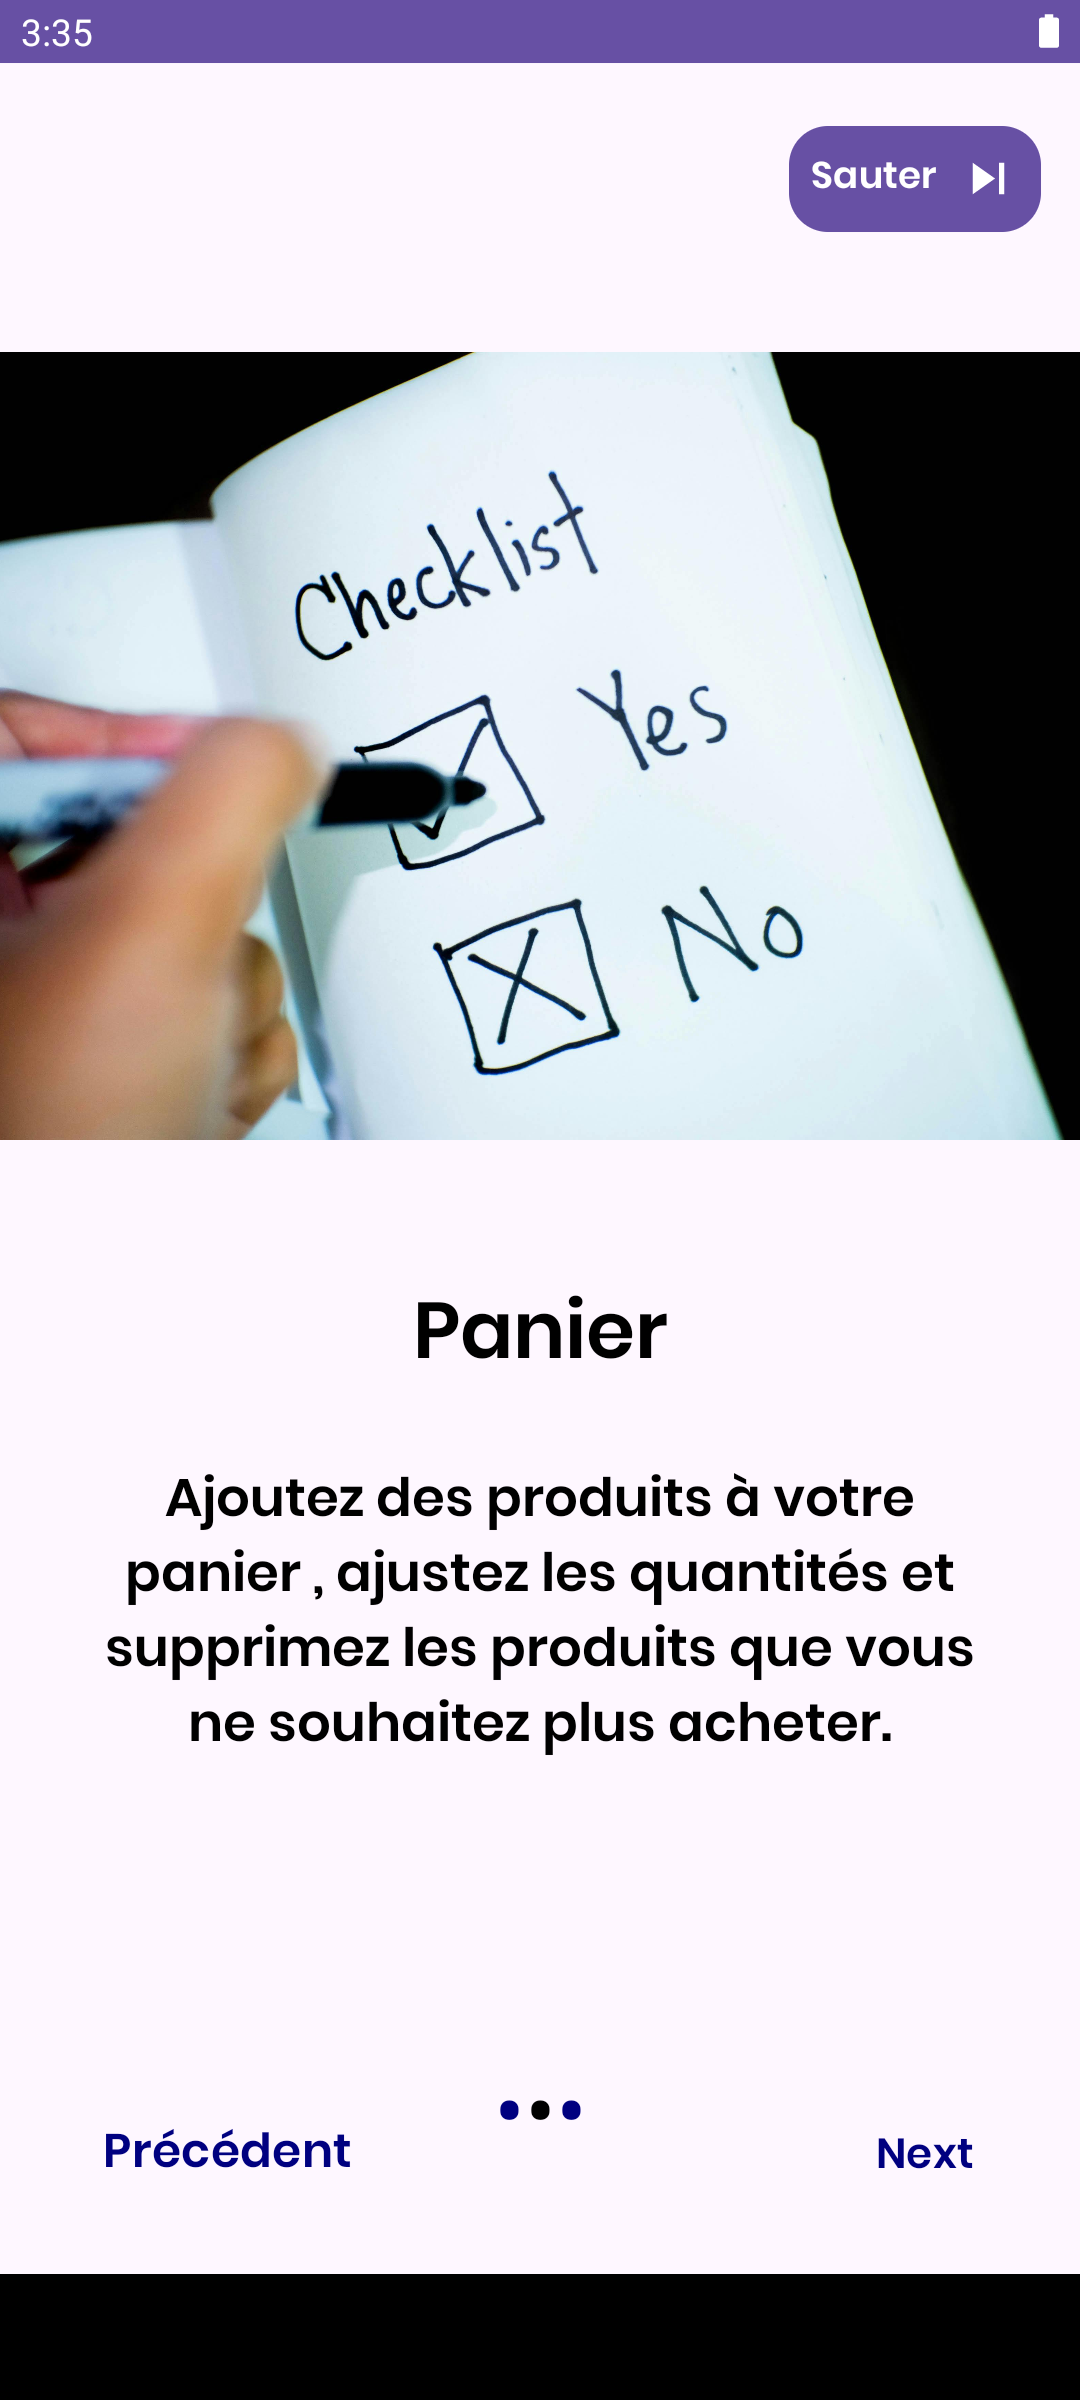 3:35
Sauter
Checklist
Yes
No
Panier
Ajoutez des produits à votre
panier , ajustez les quantités et
supprimez les produits que vous
ne souhaitez plus acheter.
Précédent
Next